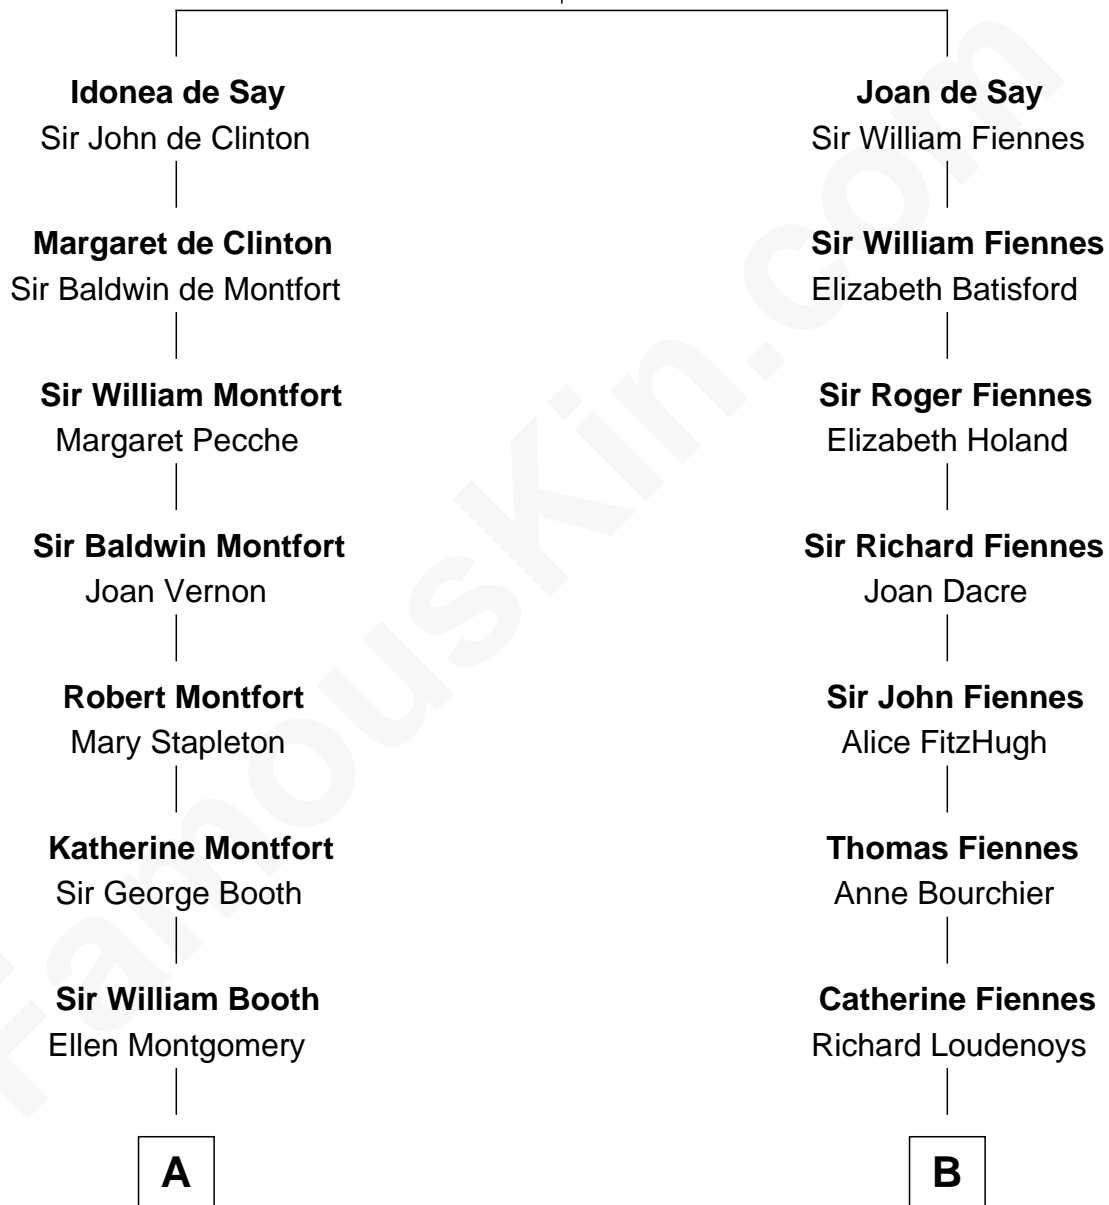 Idonea de Say
Sir John de Clinton
Margaret de Clinton
Sir Baldwin de Montfort
Sir William Montfort
Margaret Pecche
Sir Baldwin Montfort
Joan Vernon
Robert Montfort
Mary Stapleton
Katherine Montfort
Sir George Booth
Sir William Booth
Ellen Montgomery
A
Joan de Say
Sir William Fiennes
Sir William Fiennes
Elizabeth Batisford
Sir Roger Fiennes
Elizabeth Holand
Sir Richard Fiennes
Joan Dacre
Sir John Fiennes
Alice FitzHugh
Thomas Fiennes
Anne Bourchier
Catherine Fiennes
Richard Loudenoys
B
FamousKin.com